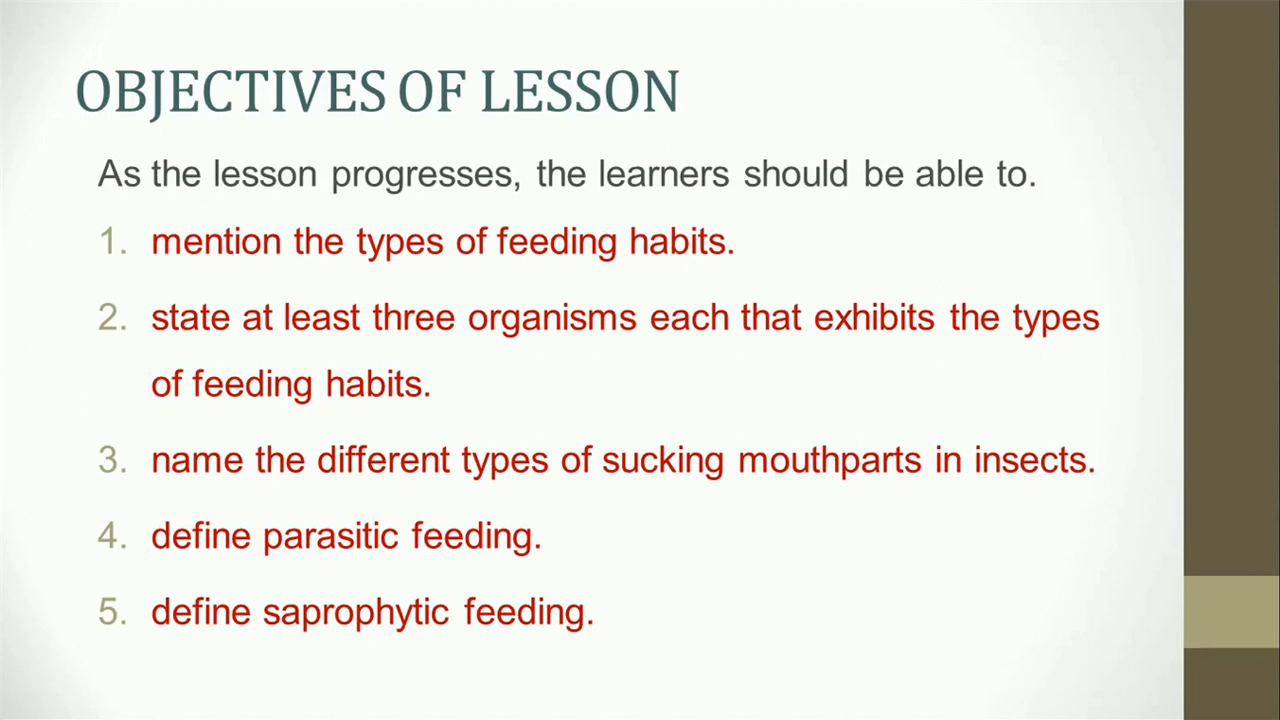 OBJECTIVES OF LESSON
As the lesson progresses, the learners should be able to.
1. mention the types of feeding habits.
2. state at least three organisms each that exhibits the types
of feeding habits.
3. name the different types of sucking mouthparts in insects.
4. define parasitic feeding.
5. define saprophytic feeding.